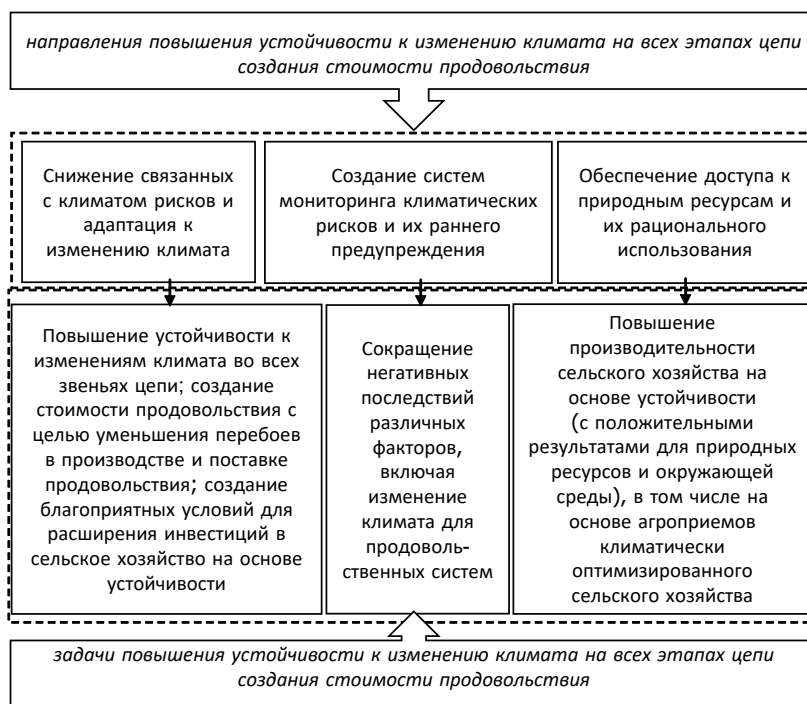 направления повышения устойчивости к изменению климата на всех этапах цепи
создания стоимости продовольствия
Снижение связанных
с климатом рисков и
адаптация к
изменению климата
Создание систем
мониторинга климатических
рисков и их раннего
предупреждения
Обеспечение доступа к
природным ресурсам и
их рационального
использования
Повышение устойчивости к
изменениям климата во всех
звеньях цепи; создание
стоимости продовольствия с
целью уменьшения перебоев
в производстве и поставке
продовольствия; создание
благоприятных условий для
расширения инвестиций в
сельское хозяйство на основе
устойчивости
Сокращение
негативных
последствий
различных
факторов,
включая
изменение
климата для
продоволь-
ственных систем
Повышение
производительности
сельского хозяйства на
основе устойчивости
(с положительными
результатами для природных
ресурсов и окружающей
среды), в том числе на
основе агроприемов
климатически
оптимизированного
сельского хозяйства
задачи повышения устойчивости к изменению климата на всех этапах цепи
создания стоимости продовольствия